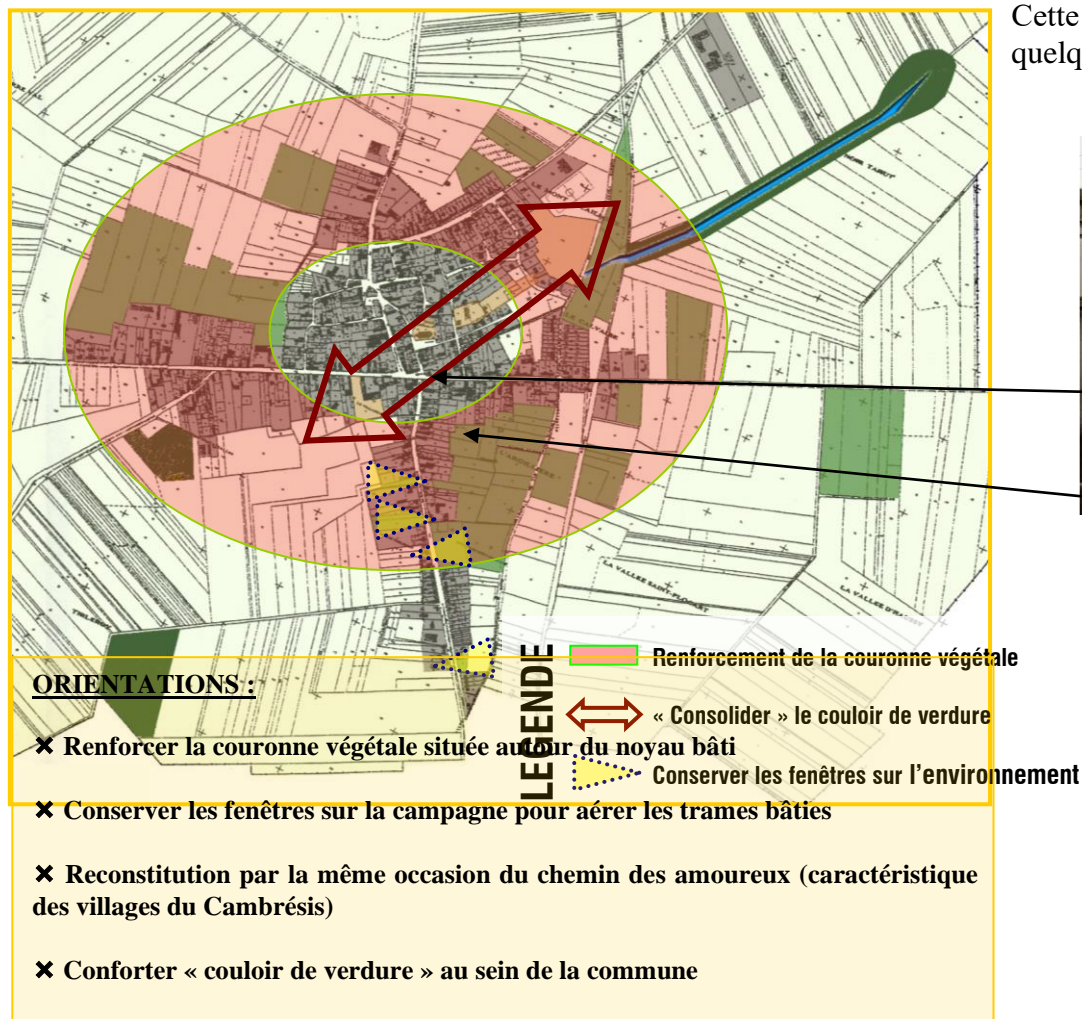 Cette
quelq
L'ARGILLIERE
LA VALLEE SAINT-FLOQUET
LEGENDE
Renforcement de la couronne végétale
« Consolider » le couloir de verdure
Conserver les fenêtres sur l'environnement
ORIENTATIONS :
✖ Renforcer la couronne végétale située autour du noyau bâti
✖ Conserver les fenêtres sur la campagne pour aérer les trames bâties
✖ Reconstitution par la même occasion du chemin des amoureux (caractéristique
des villages du Cambrésis)
✖ Conforter « couloir de verdure » au sein de la commune